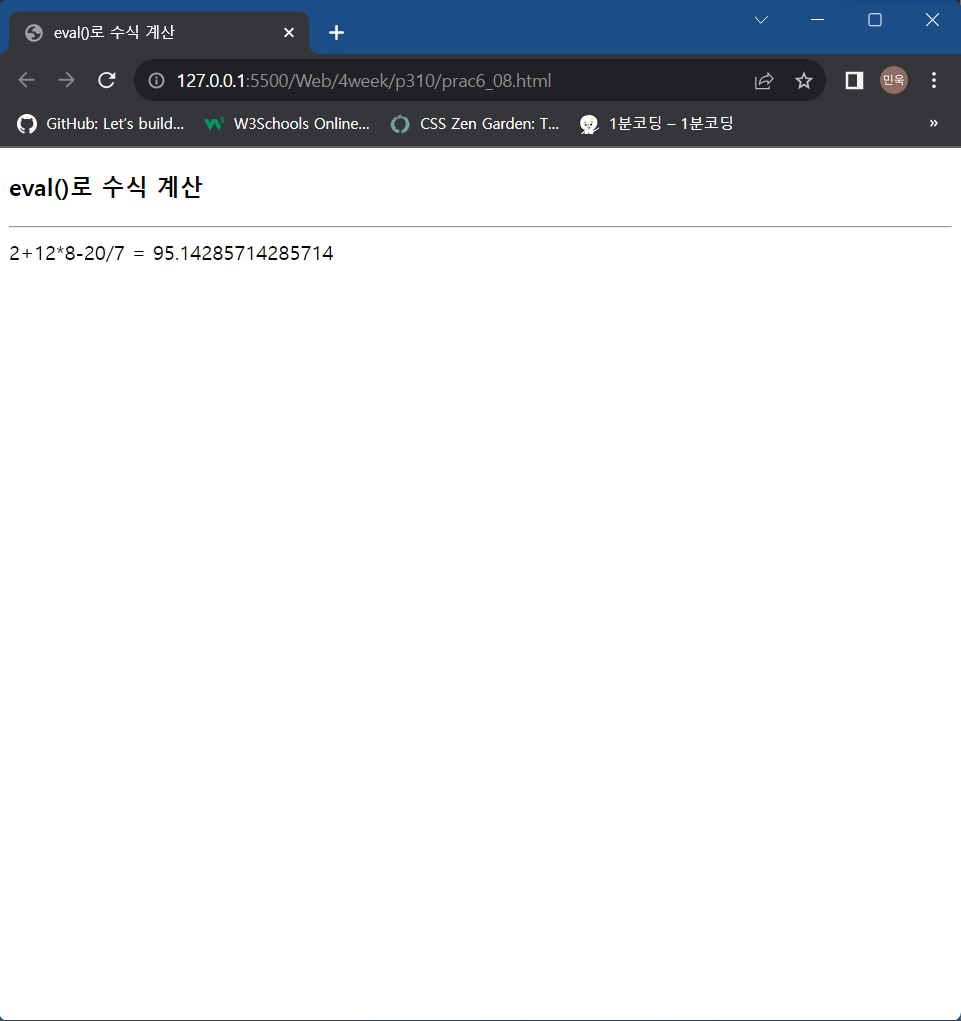 eval()로 수식 계산
127.0.0.1:5500/Web/4week/p310/prac6_08.html
민욱
GitHub: Let's build...
W3Schools Online...
CSS Zen Garden: T...
1분코딩 – 1분코딩
»
eval()로 수식 계산
2+12*8-20/7 = 95.14285714285714